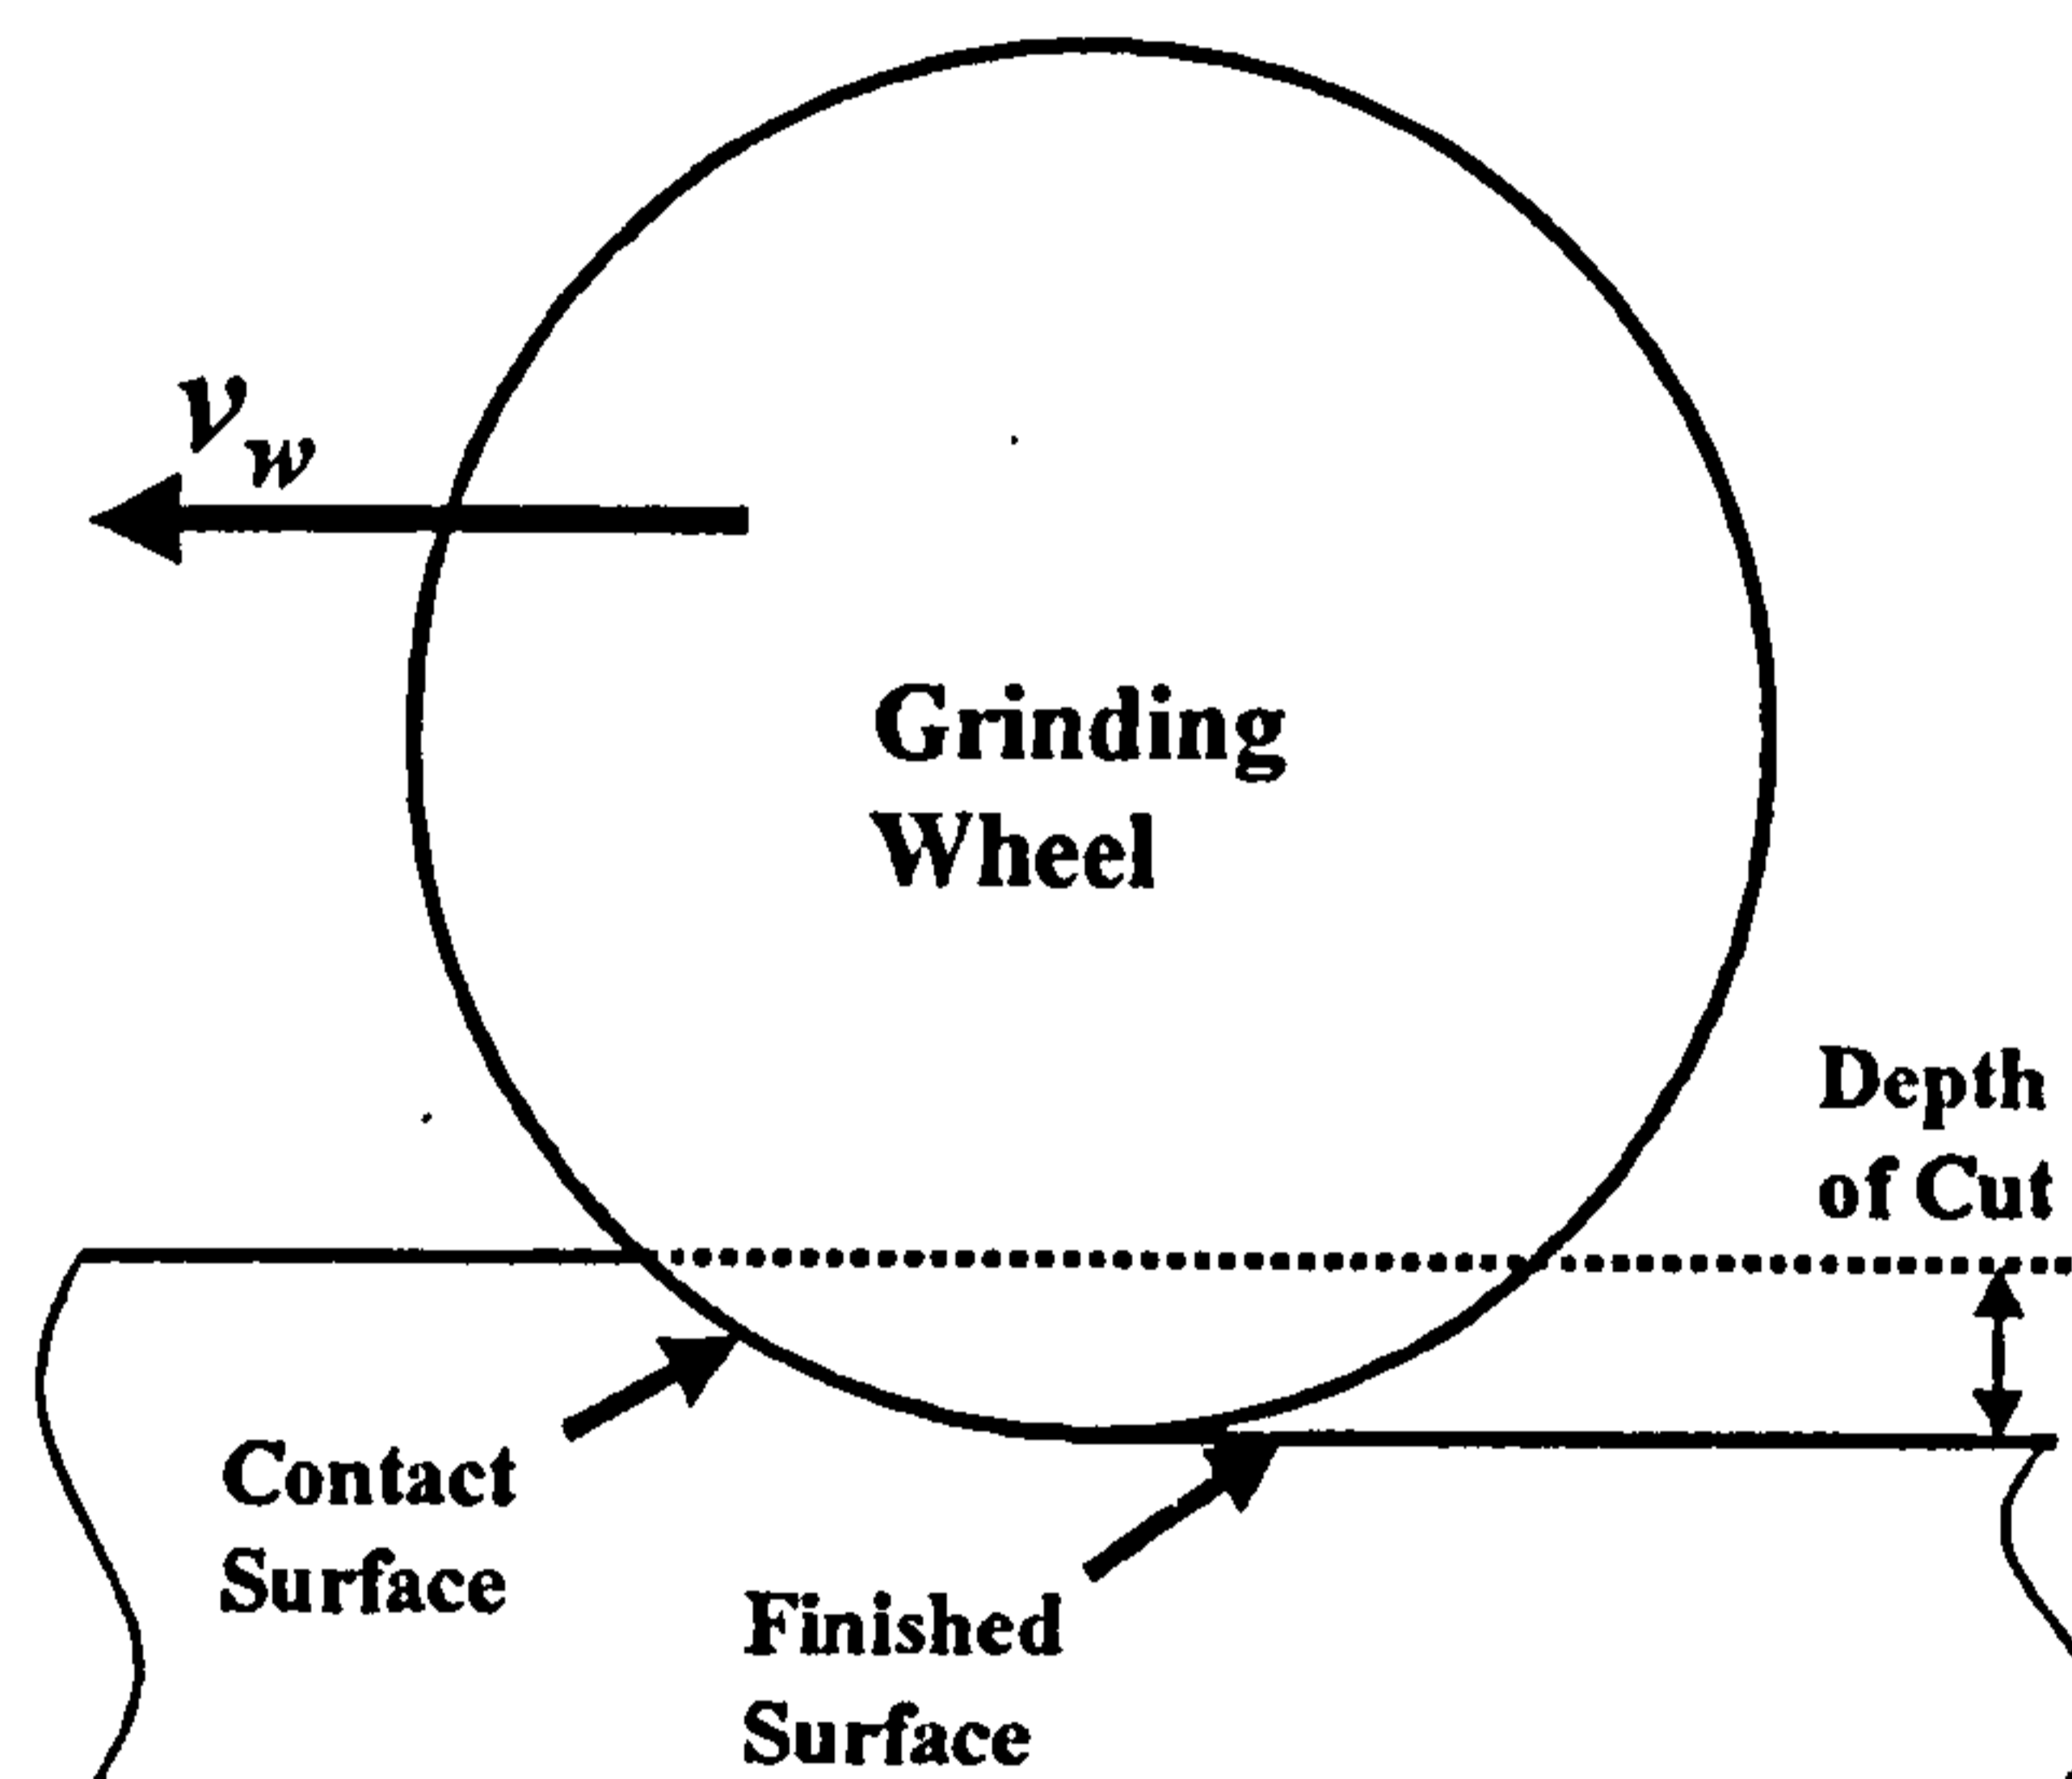 v_w
Grinding
Wheel
Depth
of Cut
Contact
Surface
Finished
Surface